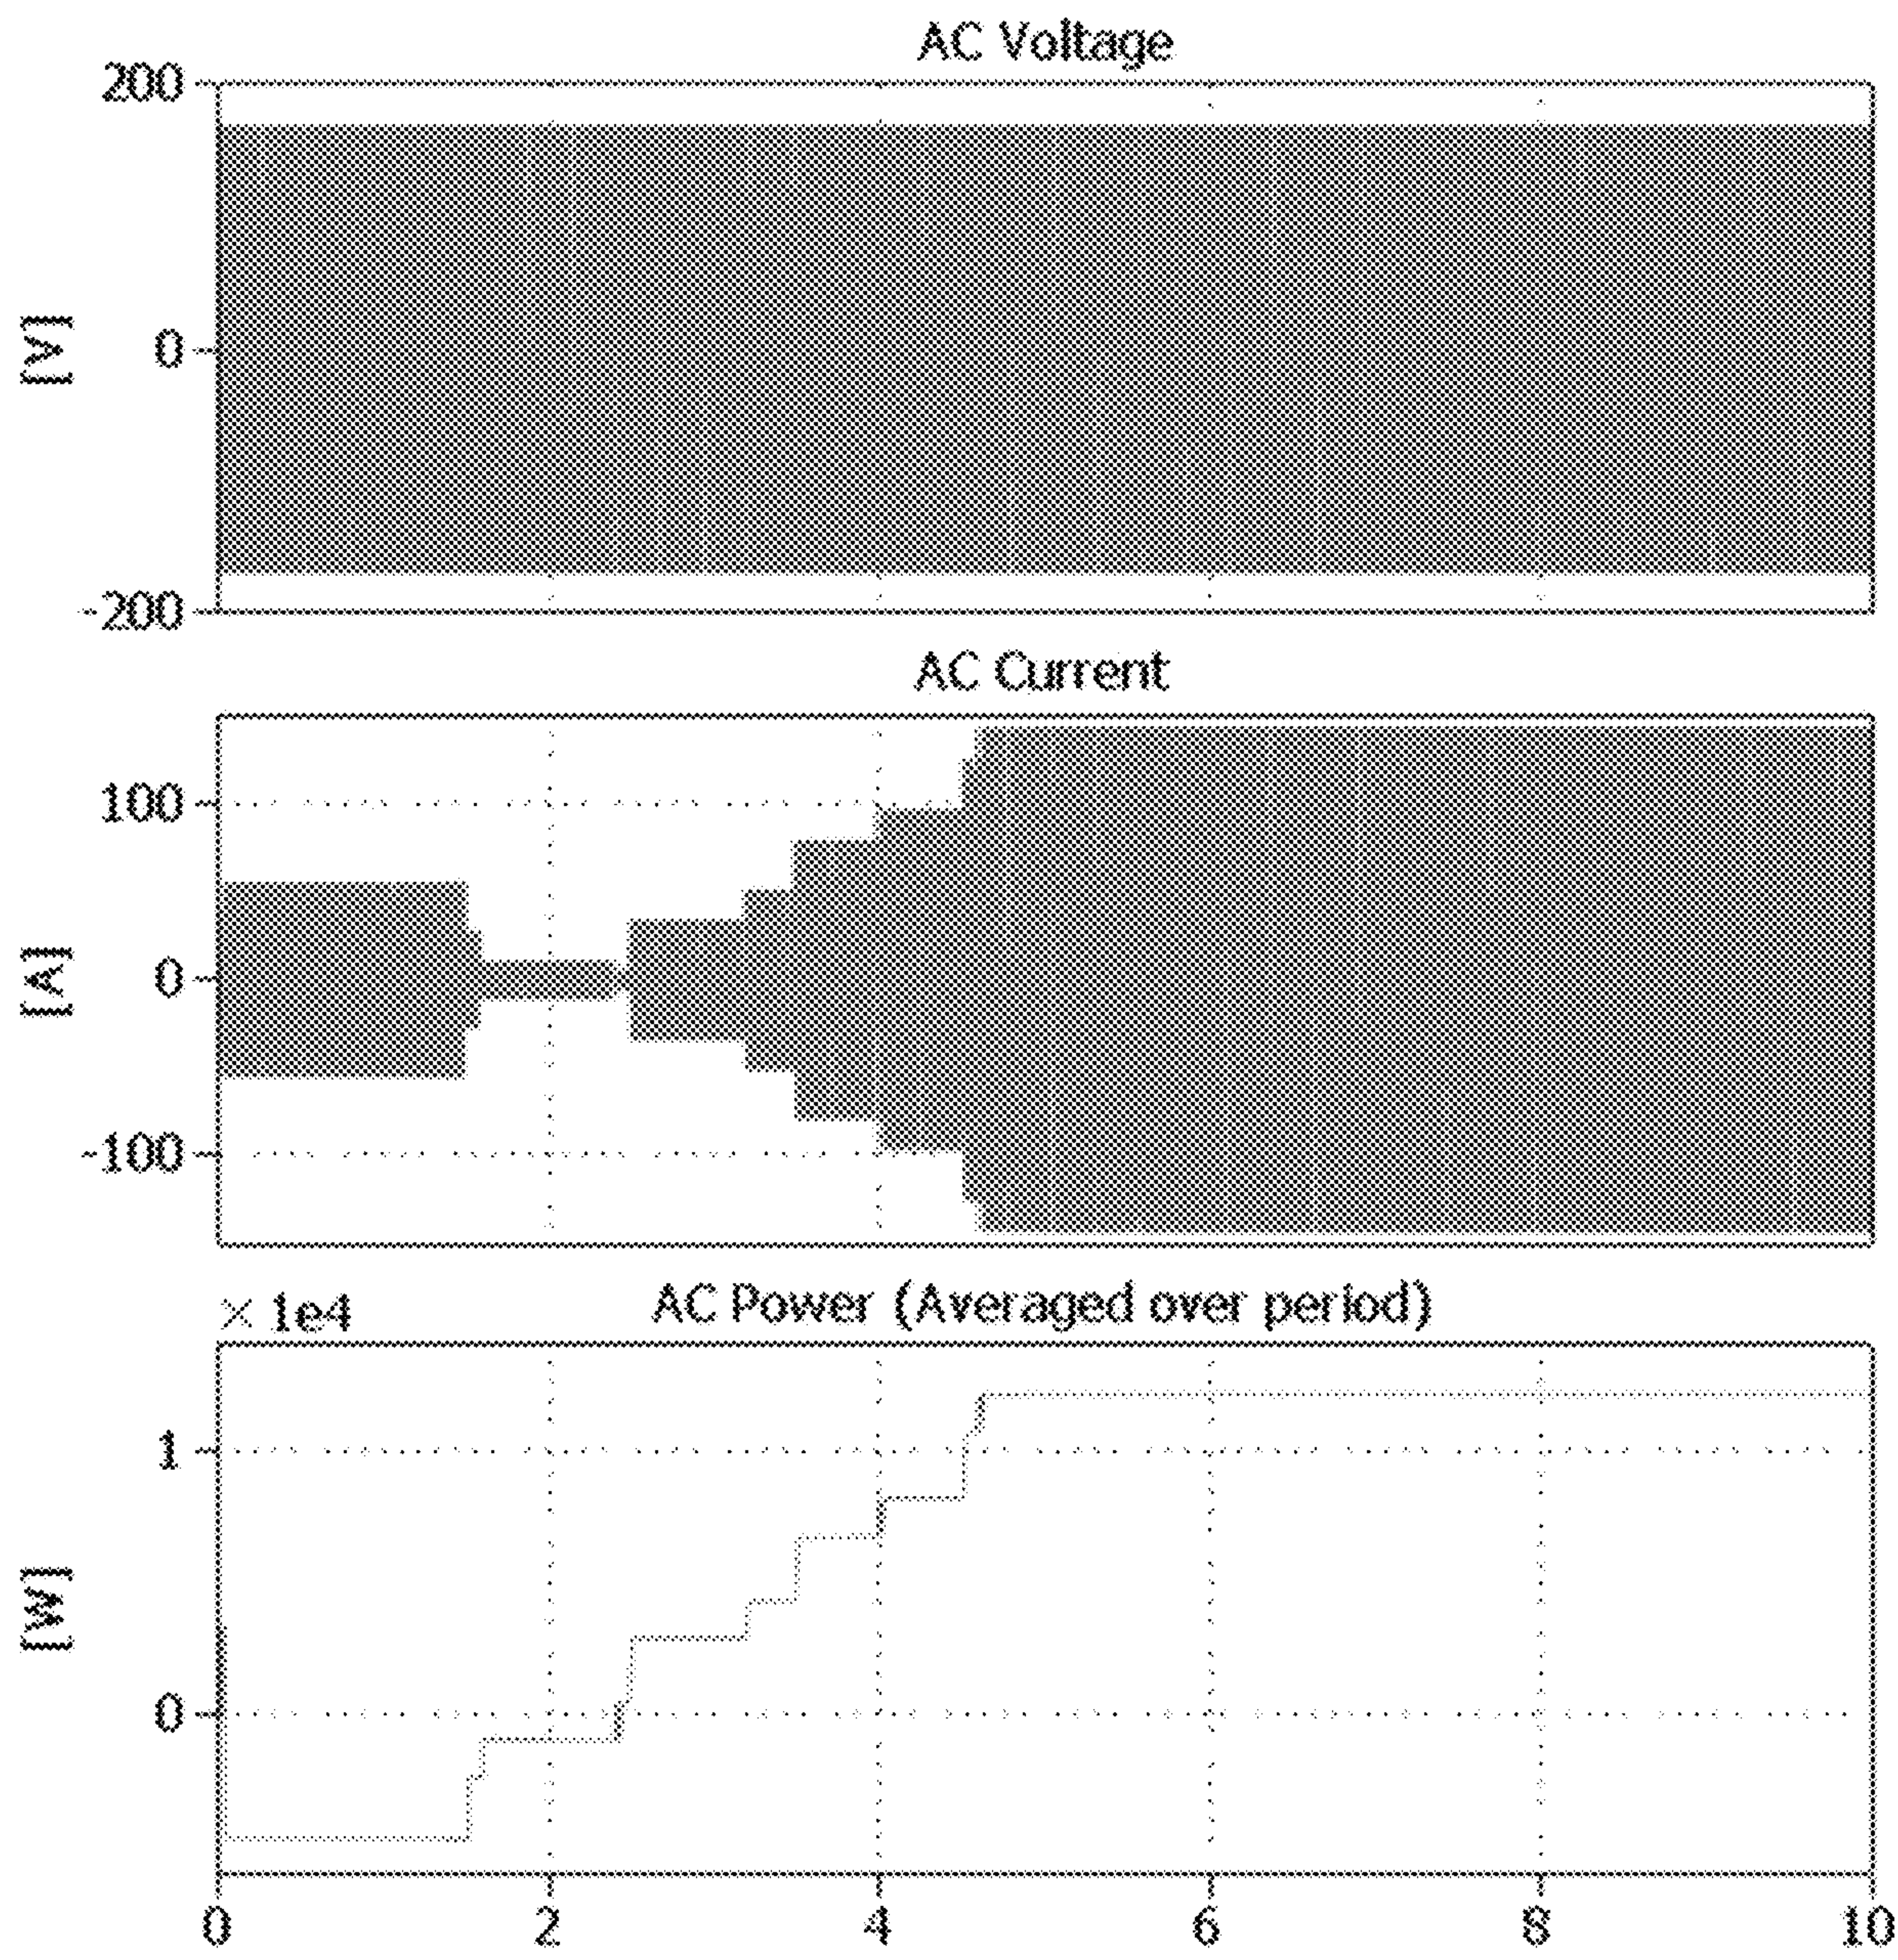 AC Voltage
200
[V]
0
-200
AC Current
100
[A]
0
-100
× 1e4
AC Power (Averaged over period)
1
[W]
0
0 2 4 6 8 10